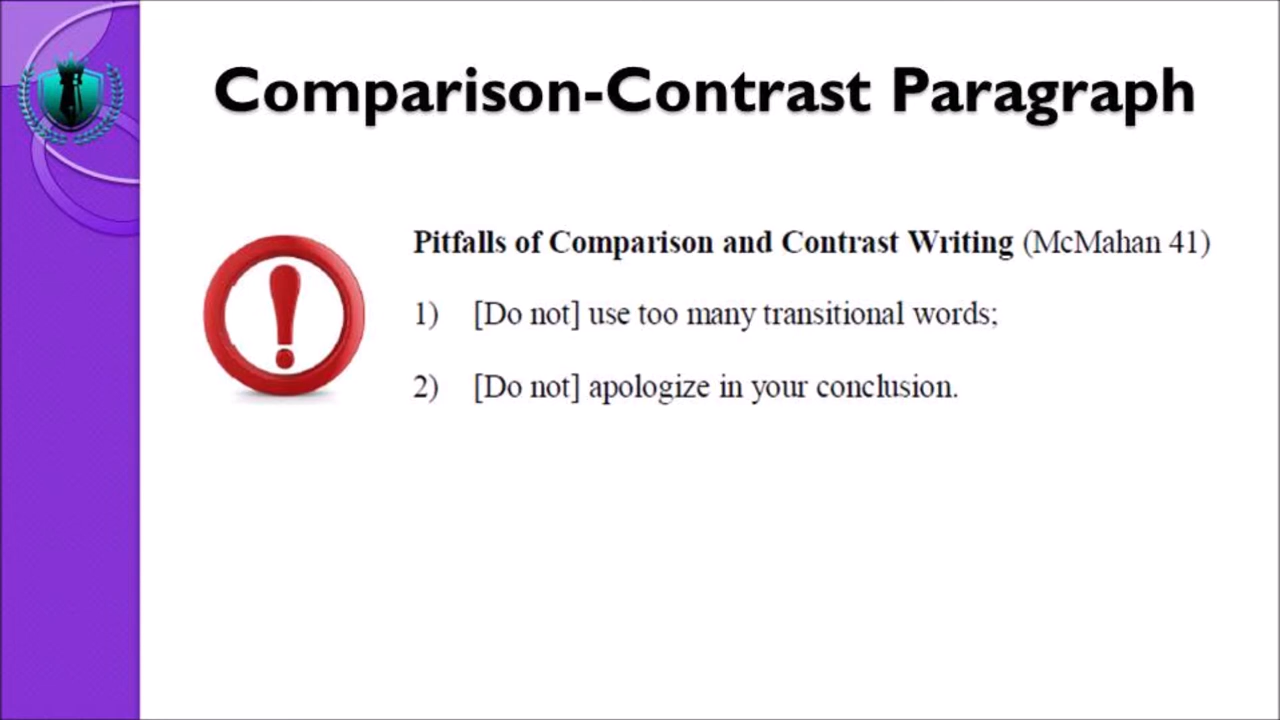 Comparison-Contrast Paragraph
Pitfalls of Comparison and Contrast Writing (McMahan 41)
1) [Do not] use too many transitional words;
2) [Do not] apologize in your conclusion.